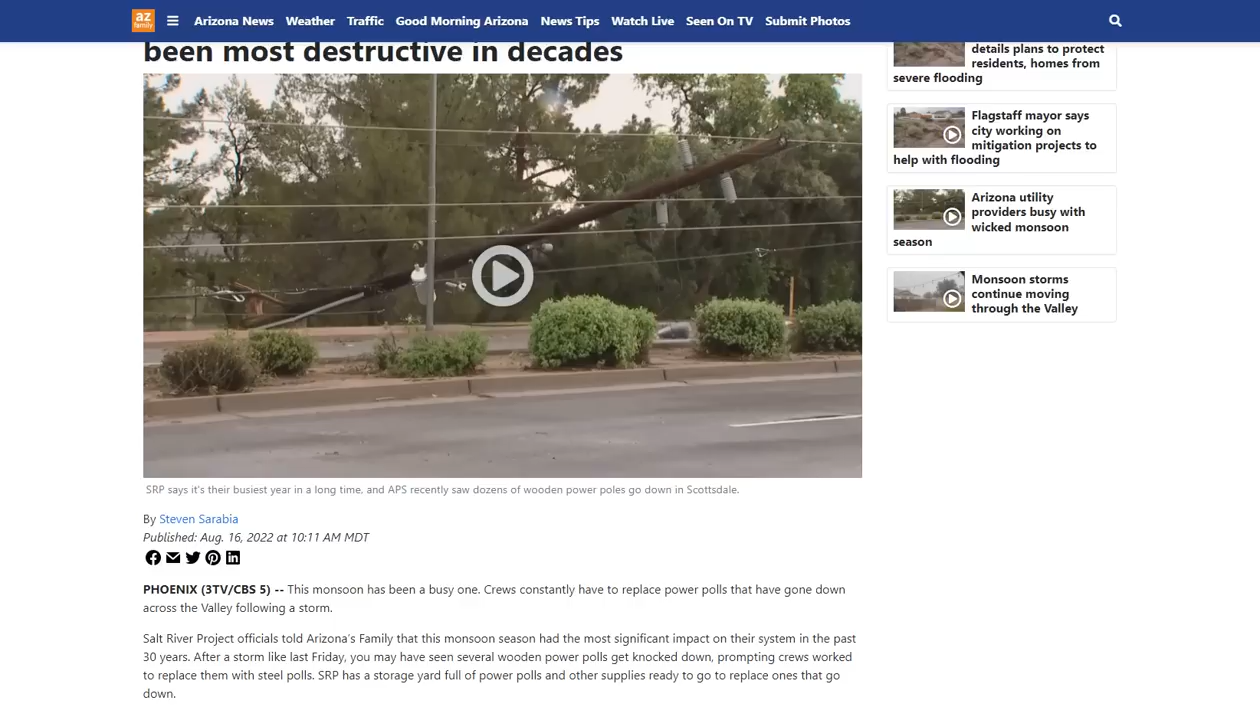 az
family
Arizona News
Weather
Traffic
Good Morning Arizona
News Tips
Watch Live
Seen On TV
Submit Photos
been most destructive in decades
SRP says it's their busiest year in a long time, and APS recently saw dozens of wooden power poles go down in Scottsdale.
By Steven Sarabia
Published: Aug. 16, 2022 at 10:11 AM MDT
PHOENIX (3TV/CBS 5) -- This monsoon has been a busy one. Crews constantly have to replace power polls that have gone down
across the Valley following a storm.
Salt River Project officials told Arizona's Family that this monsoon season had the most significant impact on their system in the past
30 years. After a storm like last Friday, you may have seen several wooden power polls get knocked down, prompting crews worked
to replace them with steel polls. SRP has a storage yard full of power polls and other supplies ready to go to replace ones that go
down.
details plans to protect
residents, homes from
severe flooding
Flagstaff mayor says
city working on
mitigation projects to
help with flooding
Arizona utility
providers busy with
wicked monsoon
season
Monsoon storms
continue moving
through the Valley